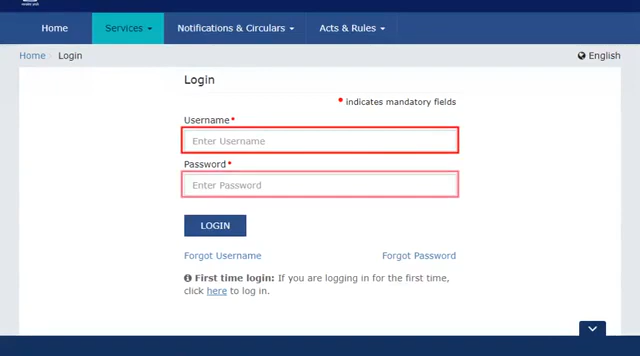 Home Services Notifications & Circulars Acts & Rules
Home Login English
Login
• indicates mandatory fields
Username•
Enter Username
Password•
Enter Password
LOGIN
Forgot Username Forgot Password
First time login: If you are logging in for the first time,
click here to log in.